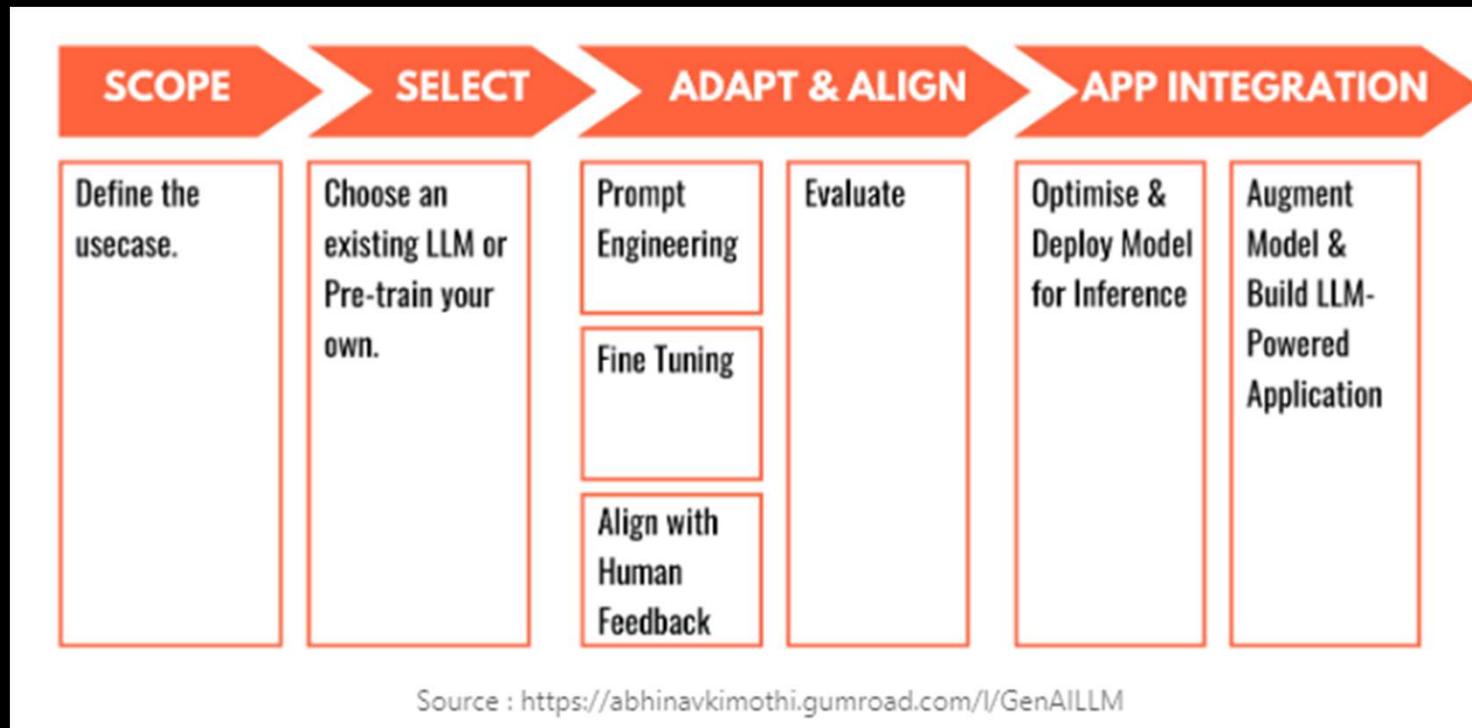 SCOPE
SELECT
ADAPT & ALIGN
APP INTEGRATION
Define the
usecase.
Choose an
existing LLM or
Pre-train your
own.
Prompt
Engineering
Fine Tuning
Align with
Human
Feedback
Evaluate
Optimise &
Deploy Model
for Inference
Augment
Model &
Build LLM-
Powered
Application
Source : https://abhinavkimothi.gumroad.com/l/GenAILLM